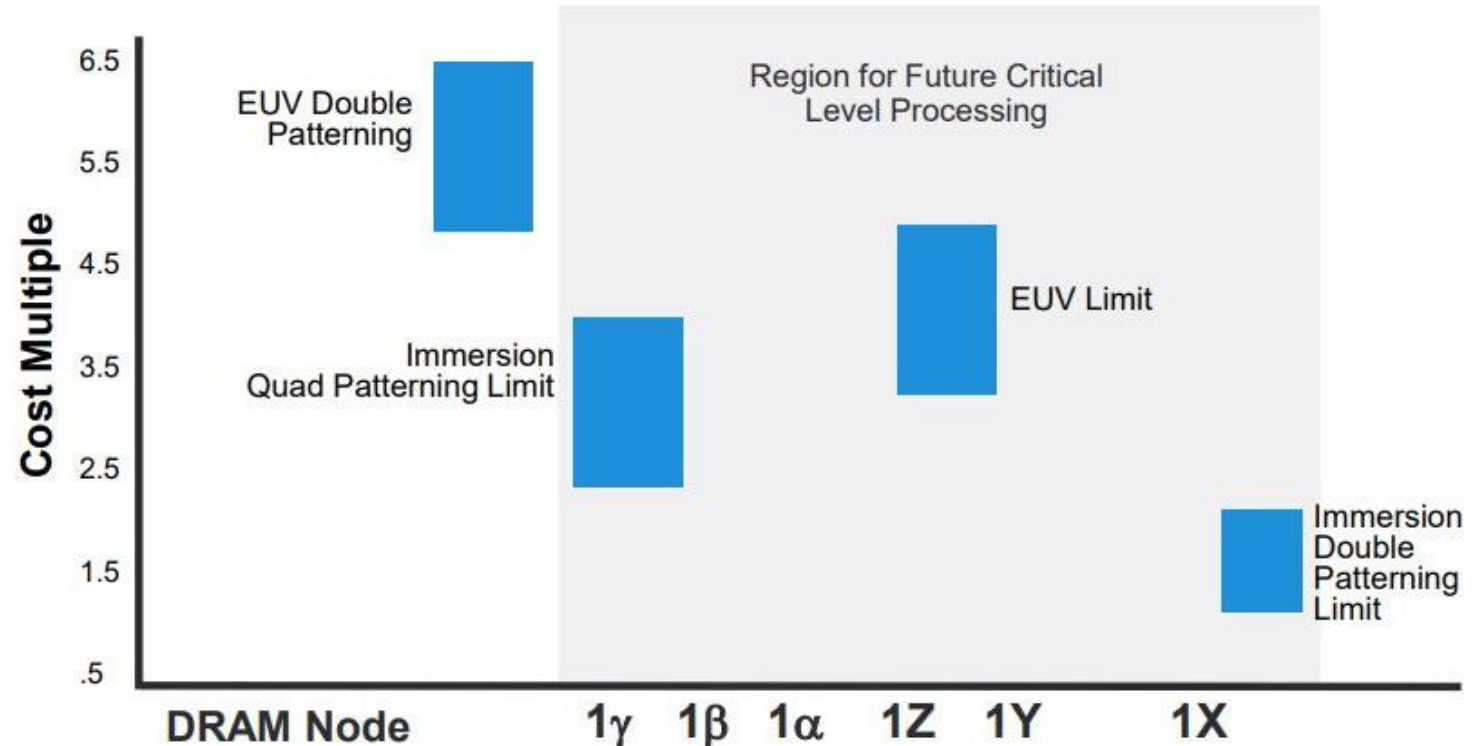 Cost Multiple
6.5
5.5
4.5
3.5
2.5
1.5
.5
EUV Double
Patterning
Region for Future Critical
Level Processing
Immersion
Quad Patterning Limit
EUV Limit
Immersion
Double
Patterning
Limit
DRAM Node 1γ 1β 1α 1Z 1Y 1X